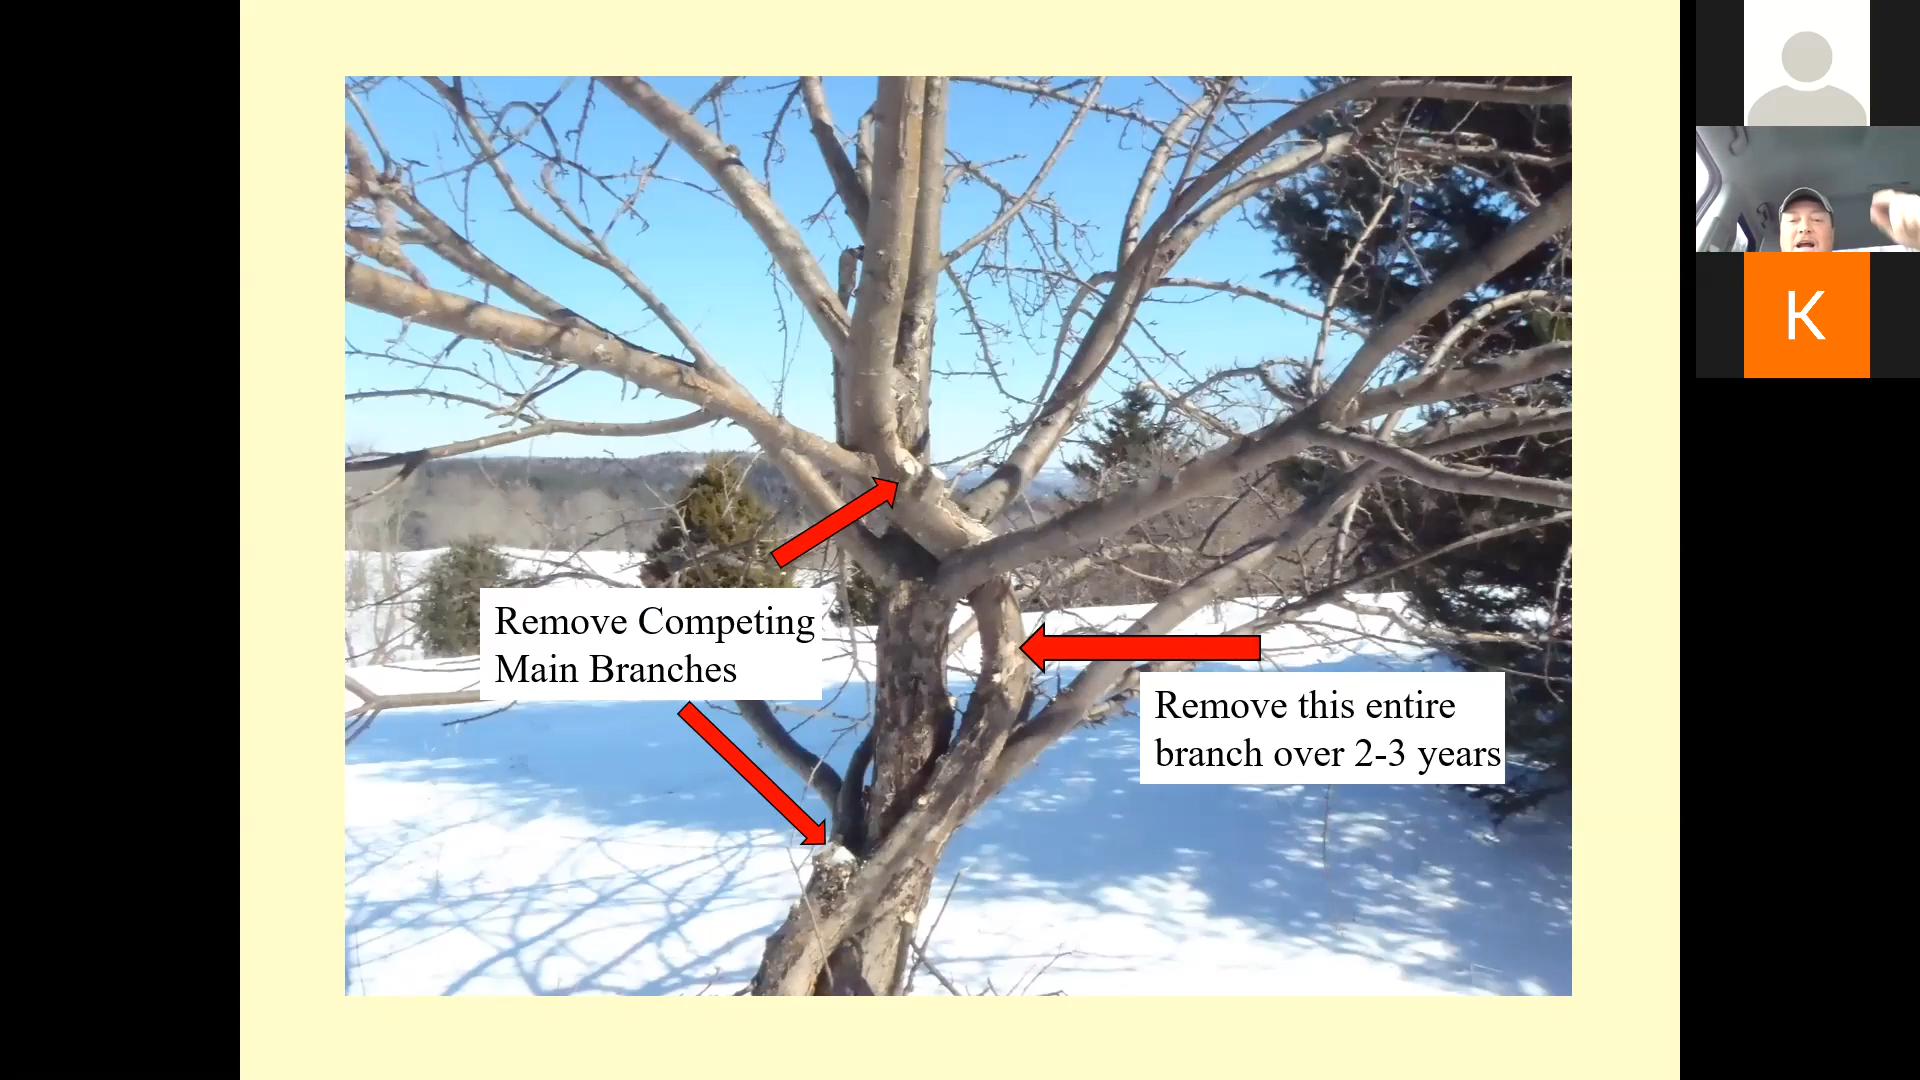 Remove Competing
Main Branches
Remove this entire
branch over 2-3 years
K